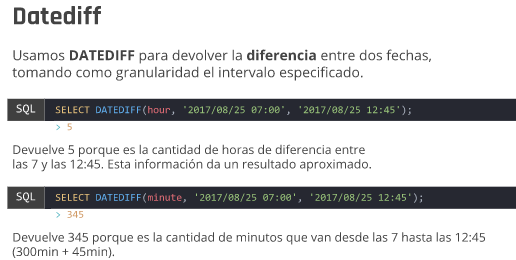 Datediff
Usamos DATEDIFF para devolver la diferencia entre dos fechas,
tomando como granularidad el intervalo especificado.
SQL SELECT DATEDIFF(hour, '2017/08/25 07:00', '2017/08/25 12:45');
> 5
Devuelve 5 porque es la cantidad de horas de diferencia entre
las 7 y las 12:45. Esta información da un resultado aproximado.
SQL SELECT DATEDIFF(minute, '2017/08/25 07:00', '2017/08/25 12:45');
> 345
Devuelve 345 porque es la cantidad de minutos que van desde las 7 hasta las 12:45
(300min + 45min).